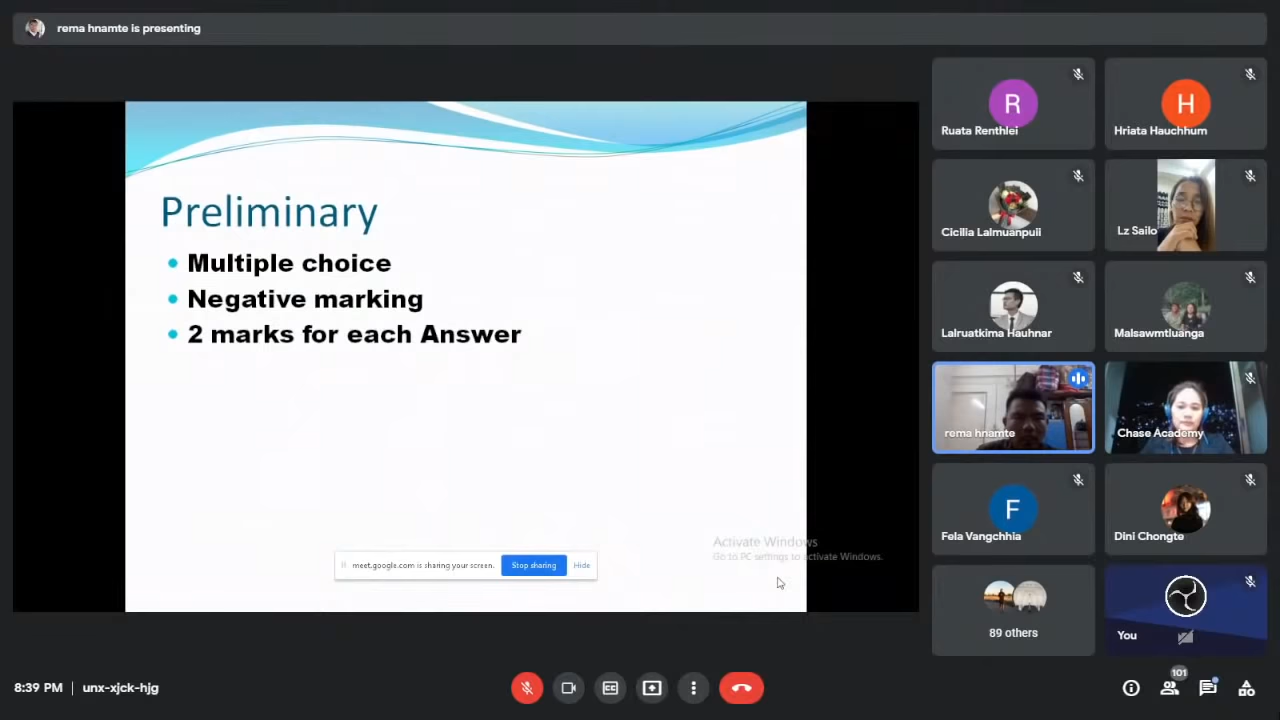 rema hnamte is presenting
Preliminary
Multiple choice
Negative marking
2 marks for each Answer
Activate Windows
Go to PC settings to activate Windows.
meet.google.com is sharing your screen.
Stop sharing
Hide
R
Ruata Renthlei
H
Hriata Hauchhum
Cicilia Lalmuanpuii
Lz Sailo
Lalruatkima Hauhnar
Malsawmtluanga
rema hnamte
Chase Academy
F
Fela Vangchhia
Dini Chongte
89 others
You
8:39 PM | unx-xjck-hjg
CC
101